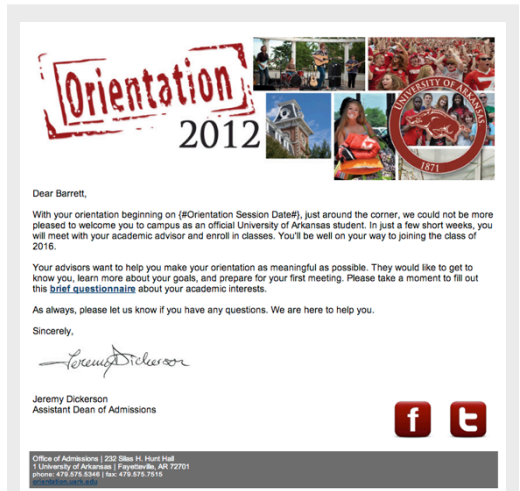 Orientation
2012
UNIVERSITY OF ARKANSAS
1871
Dear Barrett,
With your orientation beginning on {#Orientation Session Date#}, just around the corner, we could not be more
pleased to welcome you to campus as an official University of Arkansas student. In just a few short weeks, you
will meet with your academic advisor and enroll in classes. You'll be well on your way to joining the class of
2016.
Your advisors want to help you make your orientation as meaningful as possible. They would like to get to
know you, learn more about your goals, and prepare for your first meeting. Please take a moment to fill out
this brief questionnaire about your academic interests.
As always, please let us know if you have any questions. We are here to help you.
Sincerely,
Jeremy Dickerson
Jeremy Dickerson
Assistant Dean of Admissions
f t
Office of Admissions | 232 Silas H. Hunt Hall
1 University of Arkansas | Fayetteville, AR 72701
phone: 479.575.5346 | fax: 479.575.7515
orientation.uark.edu